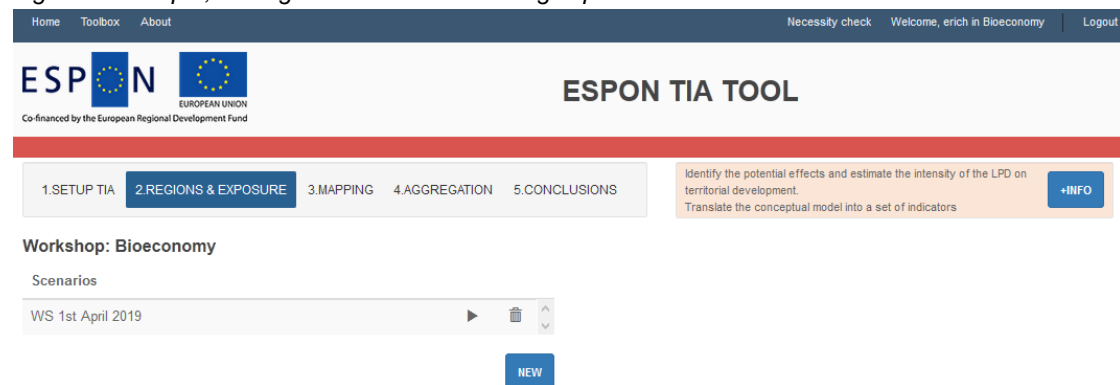 Home Toolbox About Necessity check Welcome, erich in Bioeconomy Logout
ESPON
EUROPEAN UNION
Co-financed by the European Regional Development Fund
ESPON TIA TOOL
1.SETUP TIA 2.REGIONS & EXPOSURE 3.MAPPING 4.AGGREGATION 5.CONCLUSIONS
Identify the potential effects and estimate the intensity of the LPD on
territorial development.
Translate the conceptual model into a set of indicators
+INFO
Workshop: Bioeconomy
Scenarios
WS 1st April 2019
NEW